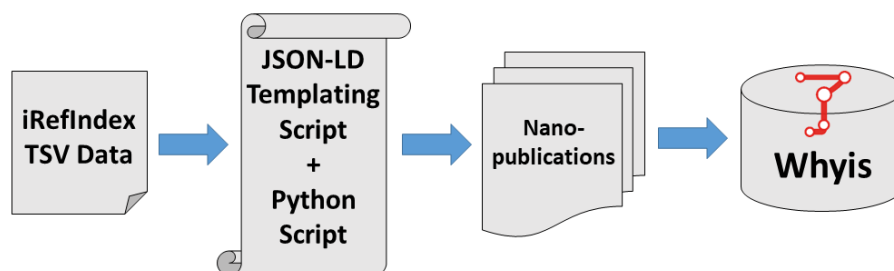 iRefIndex
TSV Data
JSON-LD
Templating
Script
+
Python
Script
Nano-
publications
Whyis